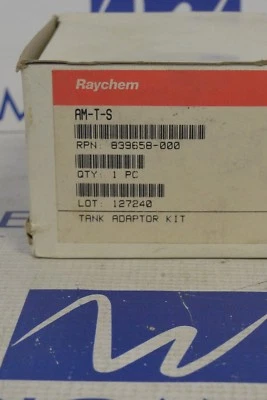 Raychem
AM-T-S
RPN: 839658-000
QTY: 1 PC
LOT: 127240
TANK ADAPTOR KIT